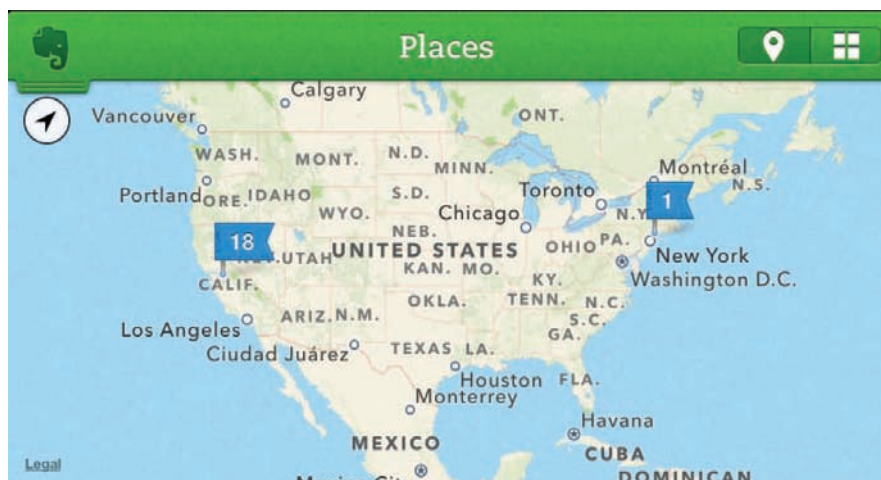 Places
Calgary
Vancouver
ONT.
WASH.
MONT.
N.D.
MINN.
Montréal
Portland
ORE.
IDAHO
S.D.
Toronto
N.S.
WYO.
Chicago
N.Y.
1
18
NEB.
UTAH
UNITED STATES
OHIO
PA.
New York
CALIF.
KAN.
MO.
KY.
Washington D.C.
OKLA.
TENN.
N.C.
ARIZ.
N.M.
S.C.
Los Angeles
GA.
Ciudad Juárez
TEXAS
LA.
Houston
FLA.
Monterrey
Havana
MEXICO
CUBA
Legal
DOMINICAN